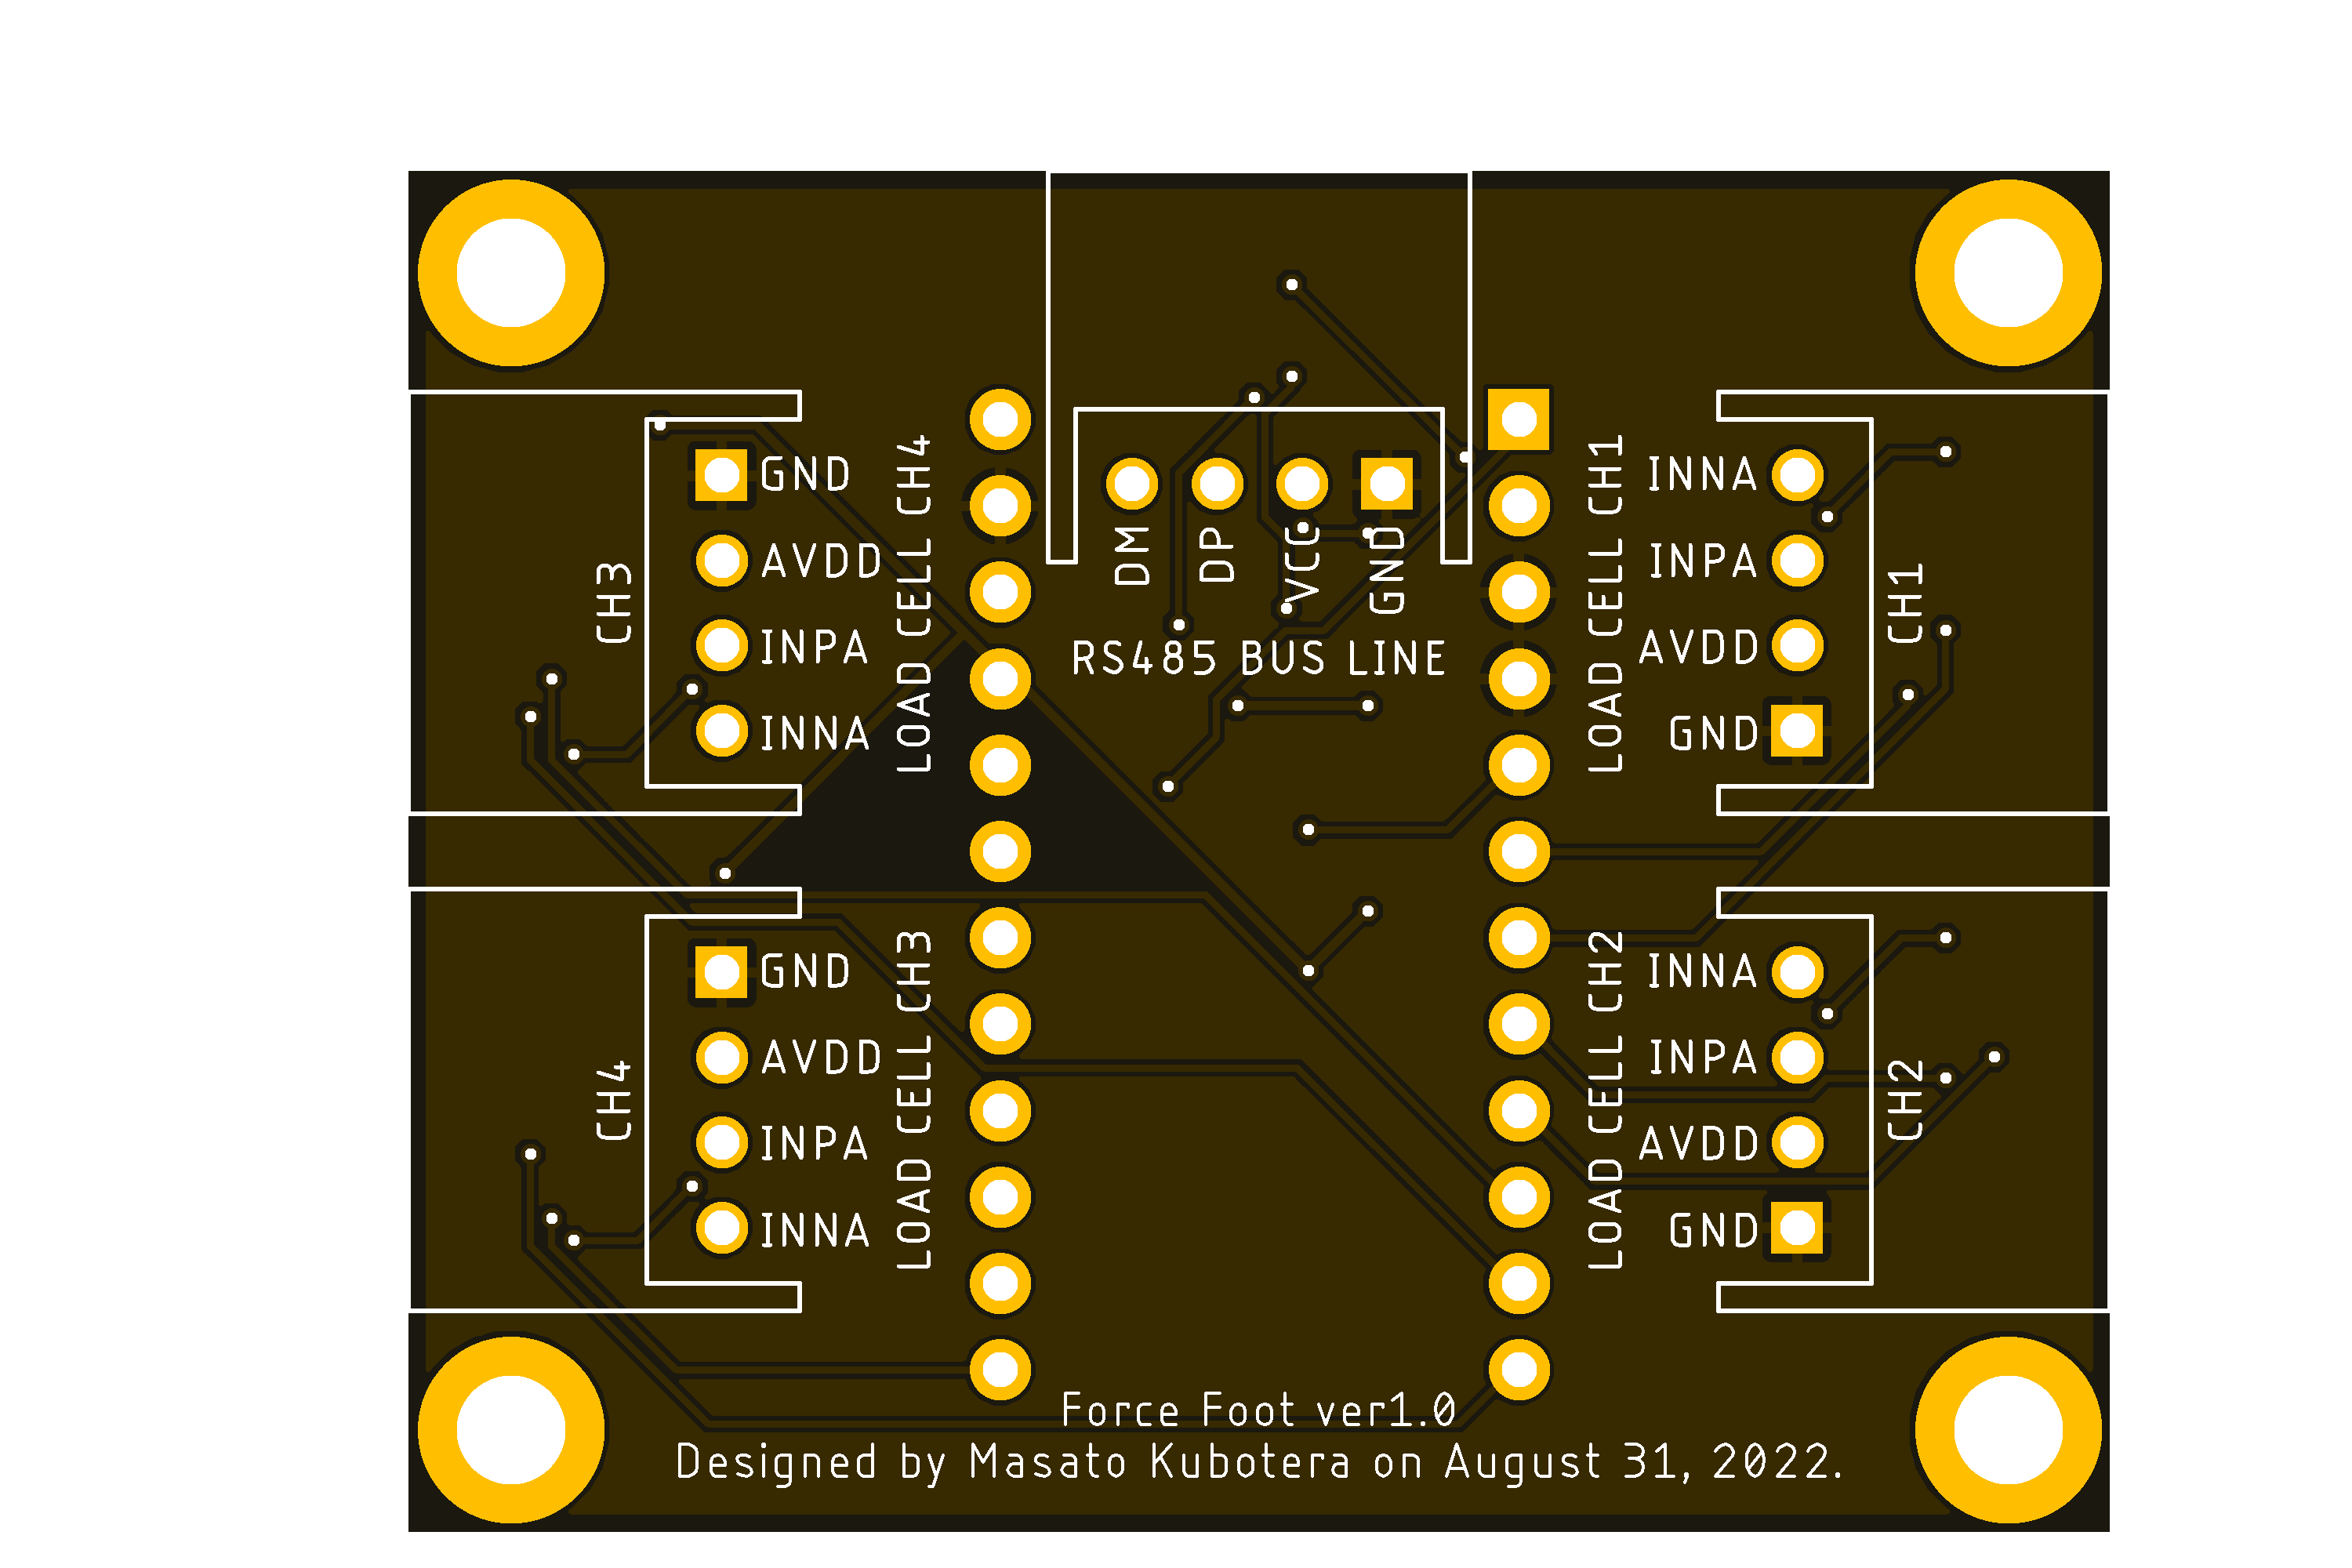 GND
AVDD
INPA
INNA
CH3
LOAD CELL CH4
DM
DP
VCC
GND
RS485 BUS LINE
LOAD CELL CH1
INNA
INPA
AVDD
GND
CH1
GND
AVDD
INPA
INNA
CH4
LOAD CELL CH3
LOAD CELL CH2
INNA
INPA
AVDD
GND
CH2
Force Foot ver1.0
Designed by Masato Kubotera on August 31, 2022.